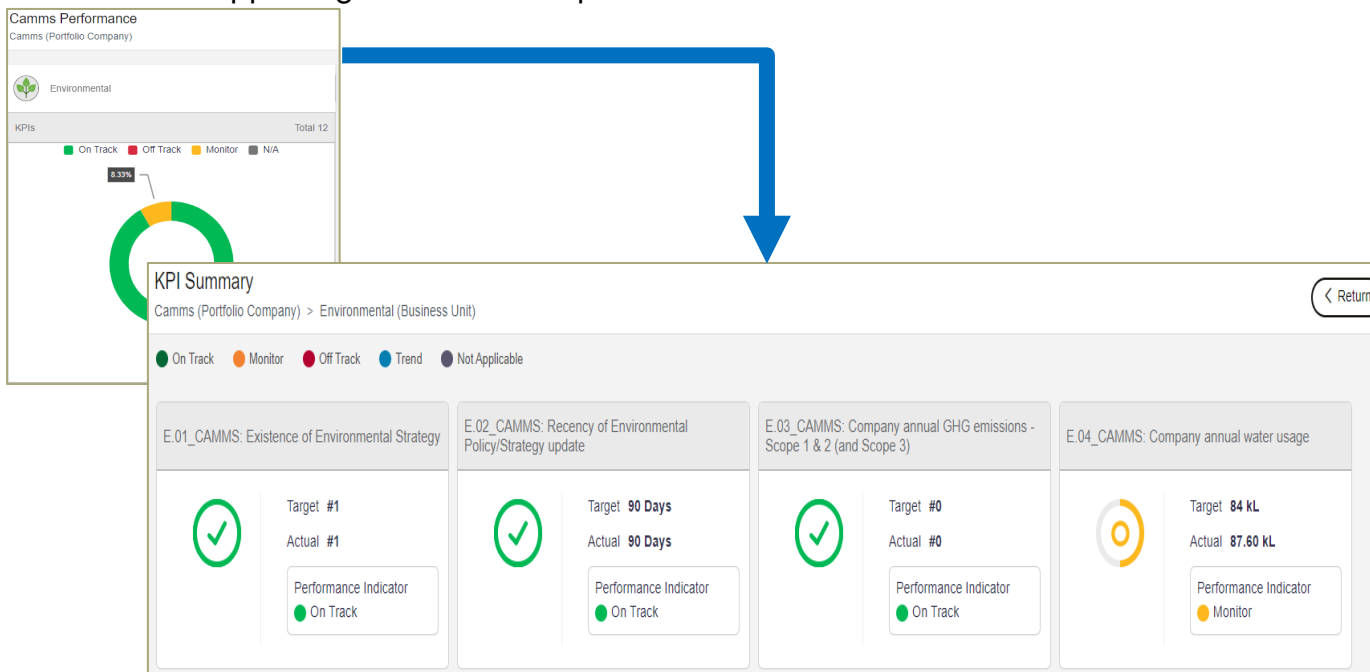 Camms Performance
Camms (Portfolio Company)
Environmental
KPIs Total 12
On Track Off Track Monitor N/A
8.33%
KPI Summary
Camms (Portfolio Company) > Environmental (Business Unit)
< Return
On Track Monitor Off Track Trend Not Applicable
E.01_CAMMS: Existence of Environmental Strategy
Target #1
Actual #1
Performance Indicator
On Track
E.02_CAMMS: Recency of Environmental
Policy/Strategy update
Target 90 Days
Actual 90 Days
Performance Indicator
On Track
E.03_CAMMS: Company annual GHG emissions -
Scope 1 & 2 (and Scope 3)
Target #0
Actual #0
Performance Indicator
On Track
E.04_CAMMS: Company annual water usage
Target 84 kL
Actual 87.60 kL
Performance Indicator
Monitor